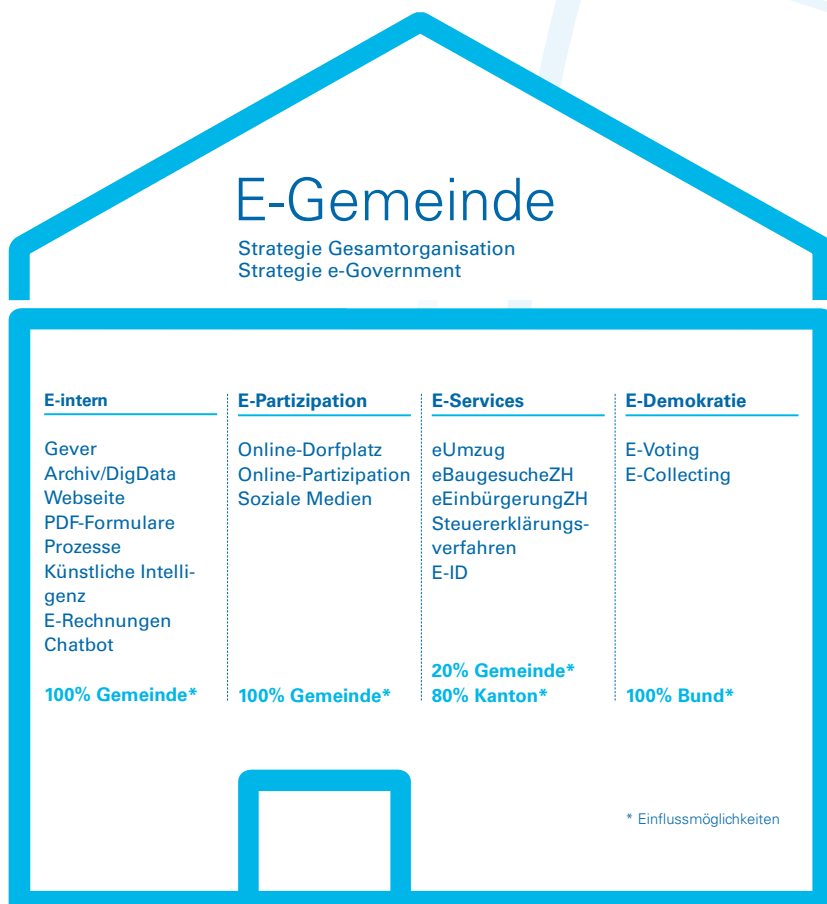 E-Gemeinde
Strategie Gesamtorganisation
Strategie e-Government
E-intern
Gever
Archiv/DigData
Webseite
PDF-Formulare
Prozesse
Künstliche Intelli-
genz
E-Rechnungen
Chatbot
100% Gemeinde*
E-Partizipation
Online-Dorfplatz
Online-Partizipation
Soziale Medien
100% Gemeinde*
E-Services
eUmzug
eBaugesucheZH
eEinbürgerungZH
Steuererklärungs-
verfahren
E-ID
20% Gemeinde*
80% Kanton*
E-Demokratie
E-Voting
E-Collecting
100% Bund*
* Einflussmöglichkeiten